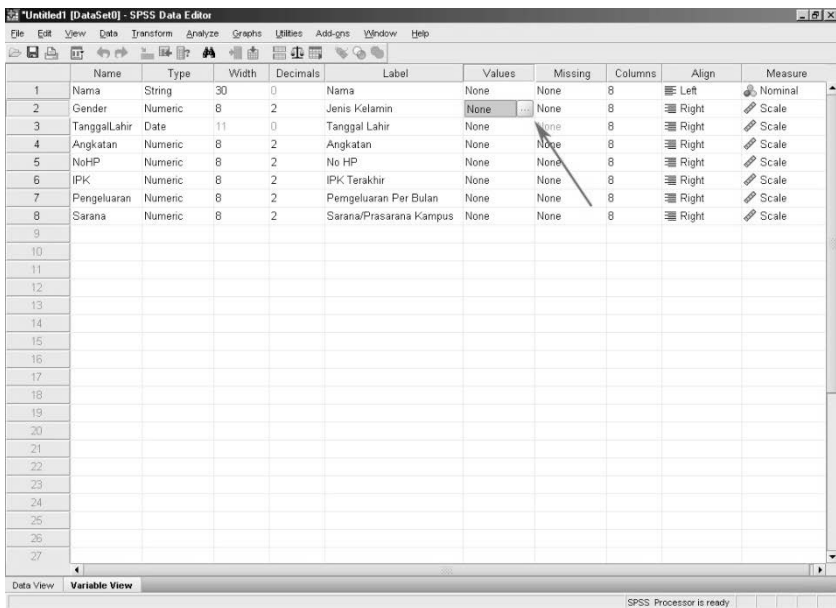 *Untitled1 [DataSet0] - SPSS Data Editor
File Edit View Data Transform Analyze Graphs Utilities Add-ons Window Help
Name Type Width Decimals Label Values Missing Columns Align Measure
1 Nama String 30 0 Nama None None 8 Left Nominal
2 Gender Numeric 8 2 Jenis Kelamin None ... None 8 Right Scale
3 TanggalLahir Date 11 0 Tanggal Lahir None None 8 Right Scale
4 Angkatan Numeric 8 2 Angkatan None None 8 Right Scale
5 NoHP Numeric 8 2 No HP None None 8 Right Scale
6 IPK Numeric 8 2 IPK Terakhir None None 8 Right Scale
7 Pengeluaran Numeric 8 2 Pemgeluaran Per Bulan None None 8 Right Scale
8 Sarana Numeric 8 2 Sarana/Prasarana Kampus None None 8 Right Scale
9
10
11
12
13
14
15
16
17
18
19
20
21
22
23
24
25
26
27
Data View Variable View
SPSS Processor is ready